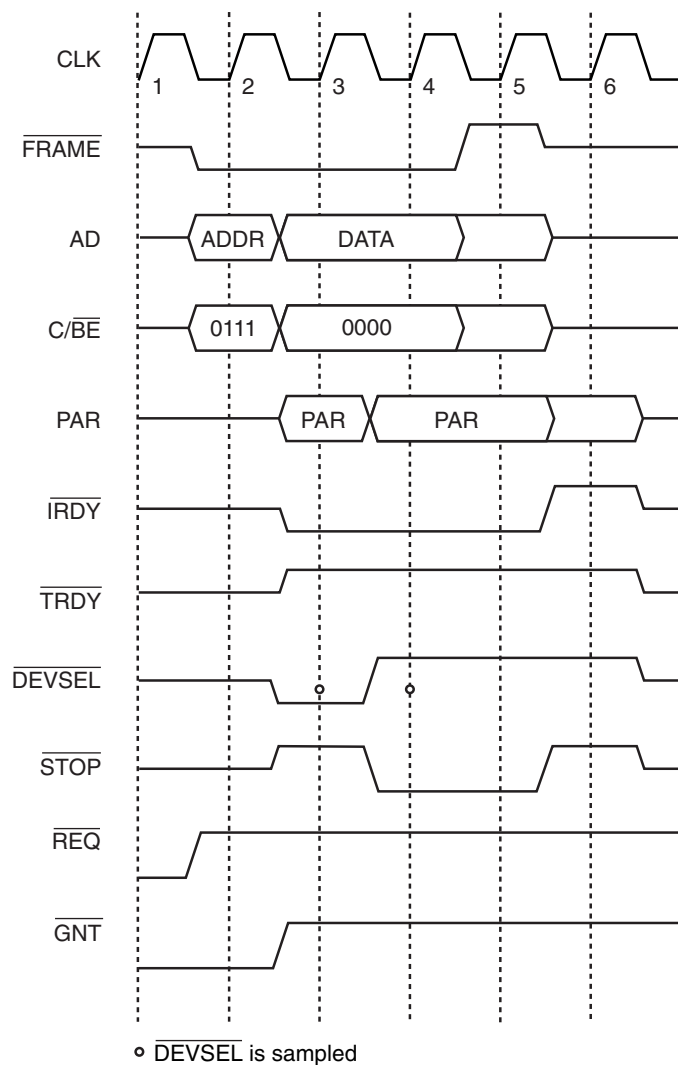 CLK
1 2 3 4 5 6
FRAME
AD ADDR DATA
C/BE 0111 0000
PAR PAR PAR
IRDY
TRDY
DEVSEL
STOP
REQ
GNT
DEVSEL is sampled